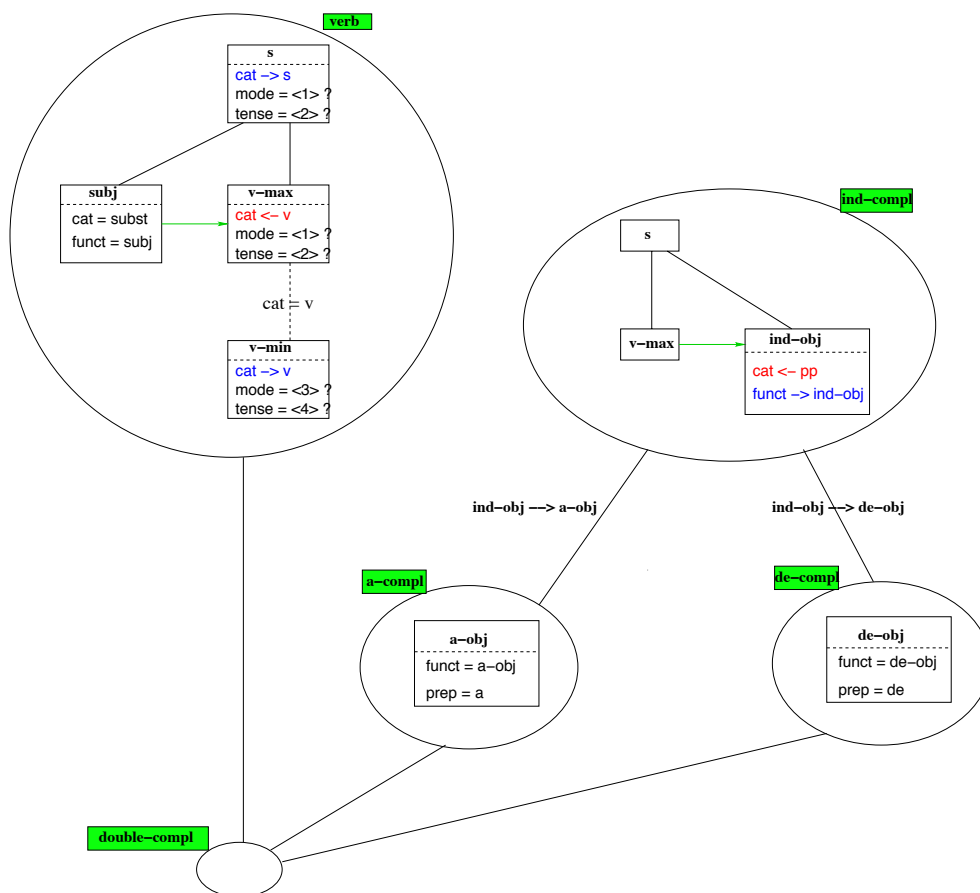 verb
s
cat -> s
mode = <1> ?
tense = <2> ?
subj
cat = subst
funct = subj
v-max
cat <- v
mode = <1> ?
tense = <2> ?
cat = v
v-min
cat -> v
mode = <3> ?
tense = <4> ?
ind-compl
s
v-max
ind-obj
cat <- pp
funct -> ind-obj
ind-obj --> a-obj
ind-obj --> de-obj
a-compl
a-obj
funct = a-obj
prep = a
de-compl
de-obj
funct = de-obj
prep = de
double-compl